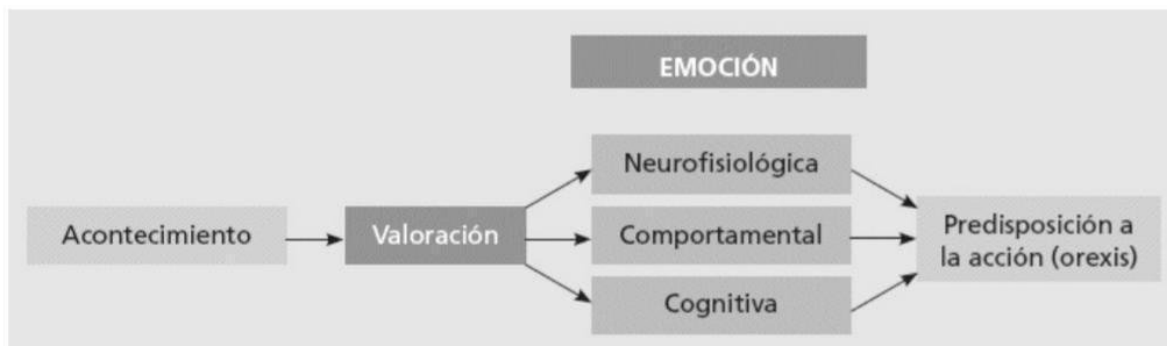 EMOCIÓN
Neurofisiológica
Acontecimiento
Valoración
Comportamental
Predisposición a
la acción (orexis)
Cognitiva